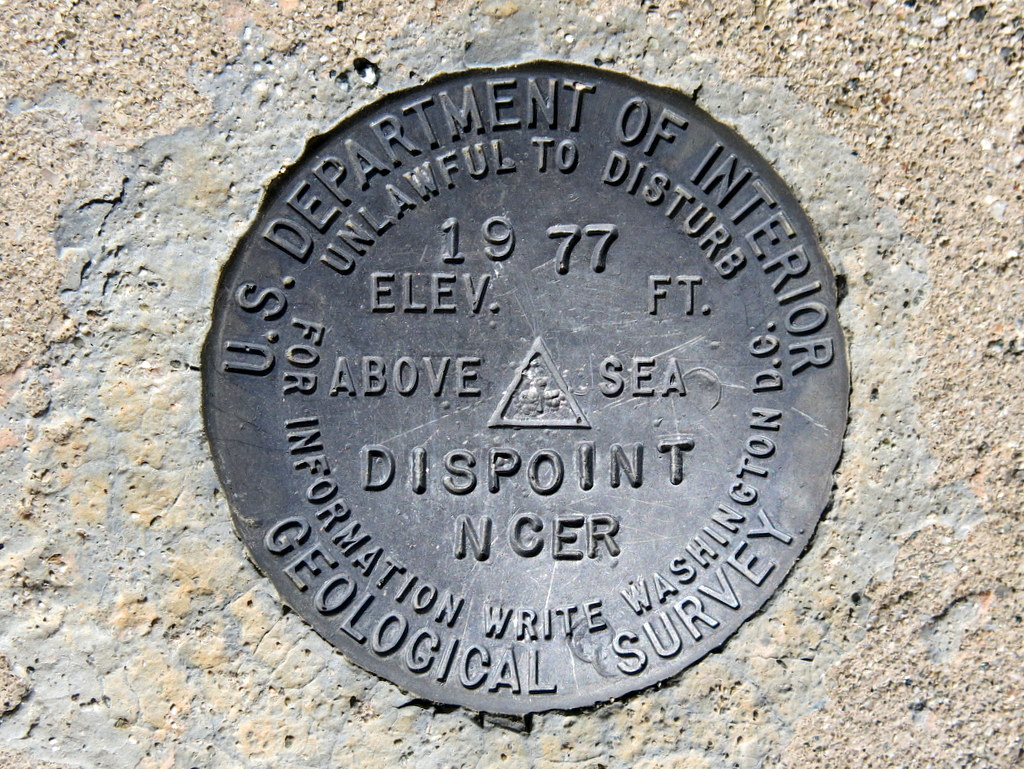 U.S. DEPARTMENT OF INTERIOR
UNLAWFUL TO DISTURB
19 77
ELEV. FT.
ABOVE SEA
DISPOINT
NCER
FOR INFORMATION WRITE WASHINGTON D.C.
GEOLOGICAL SURVEY